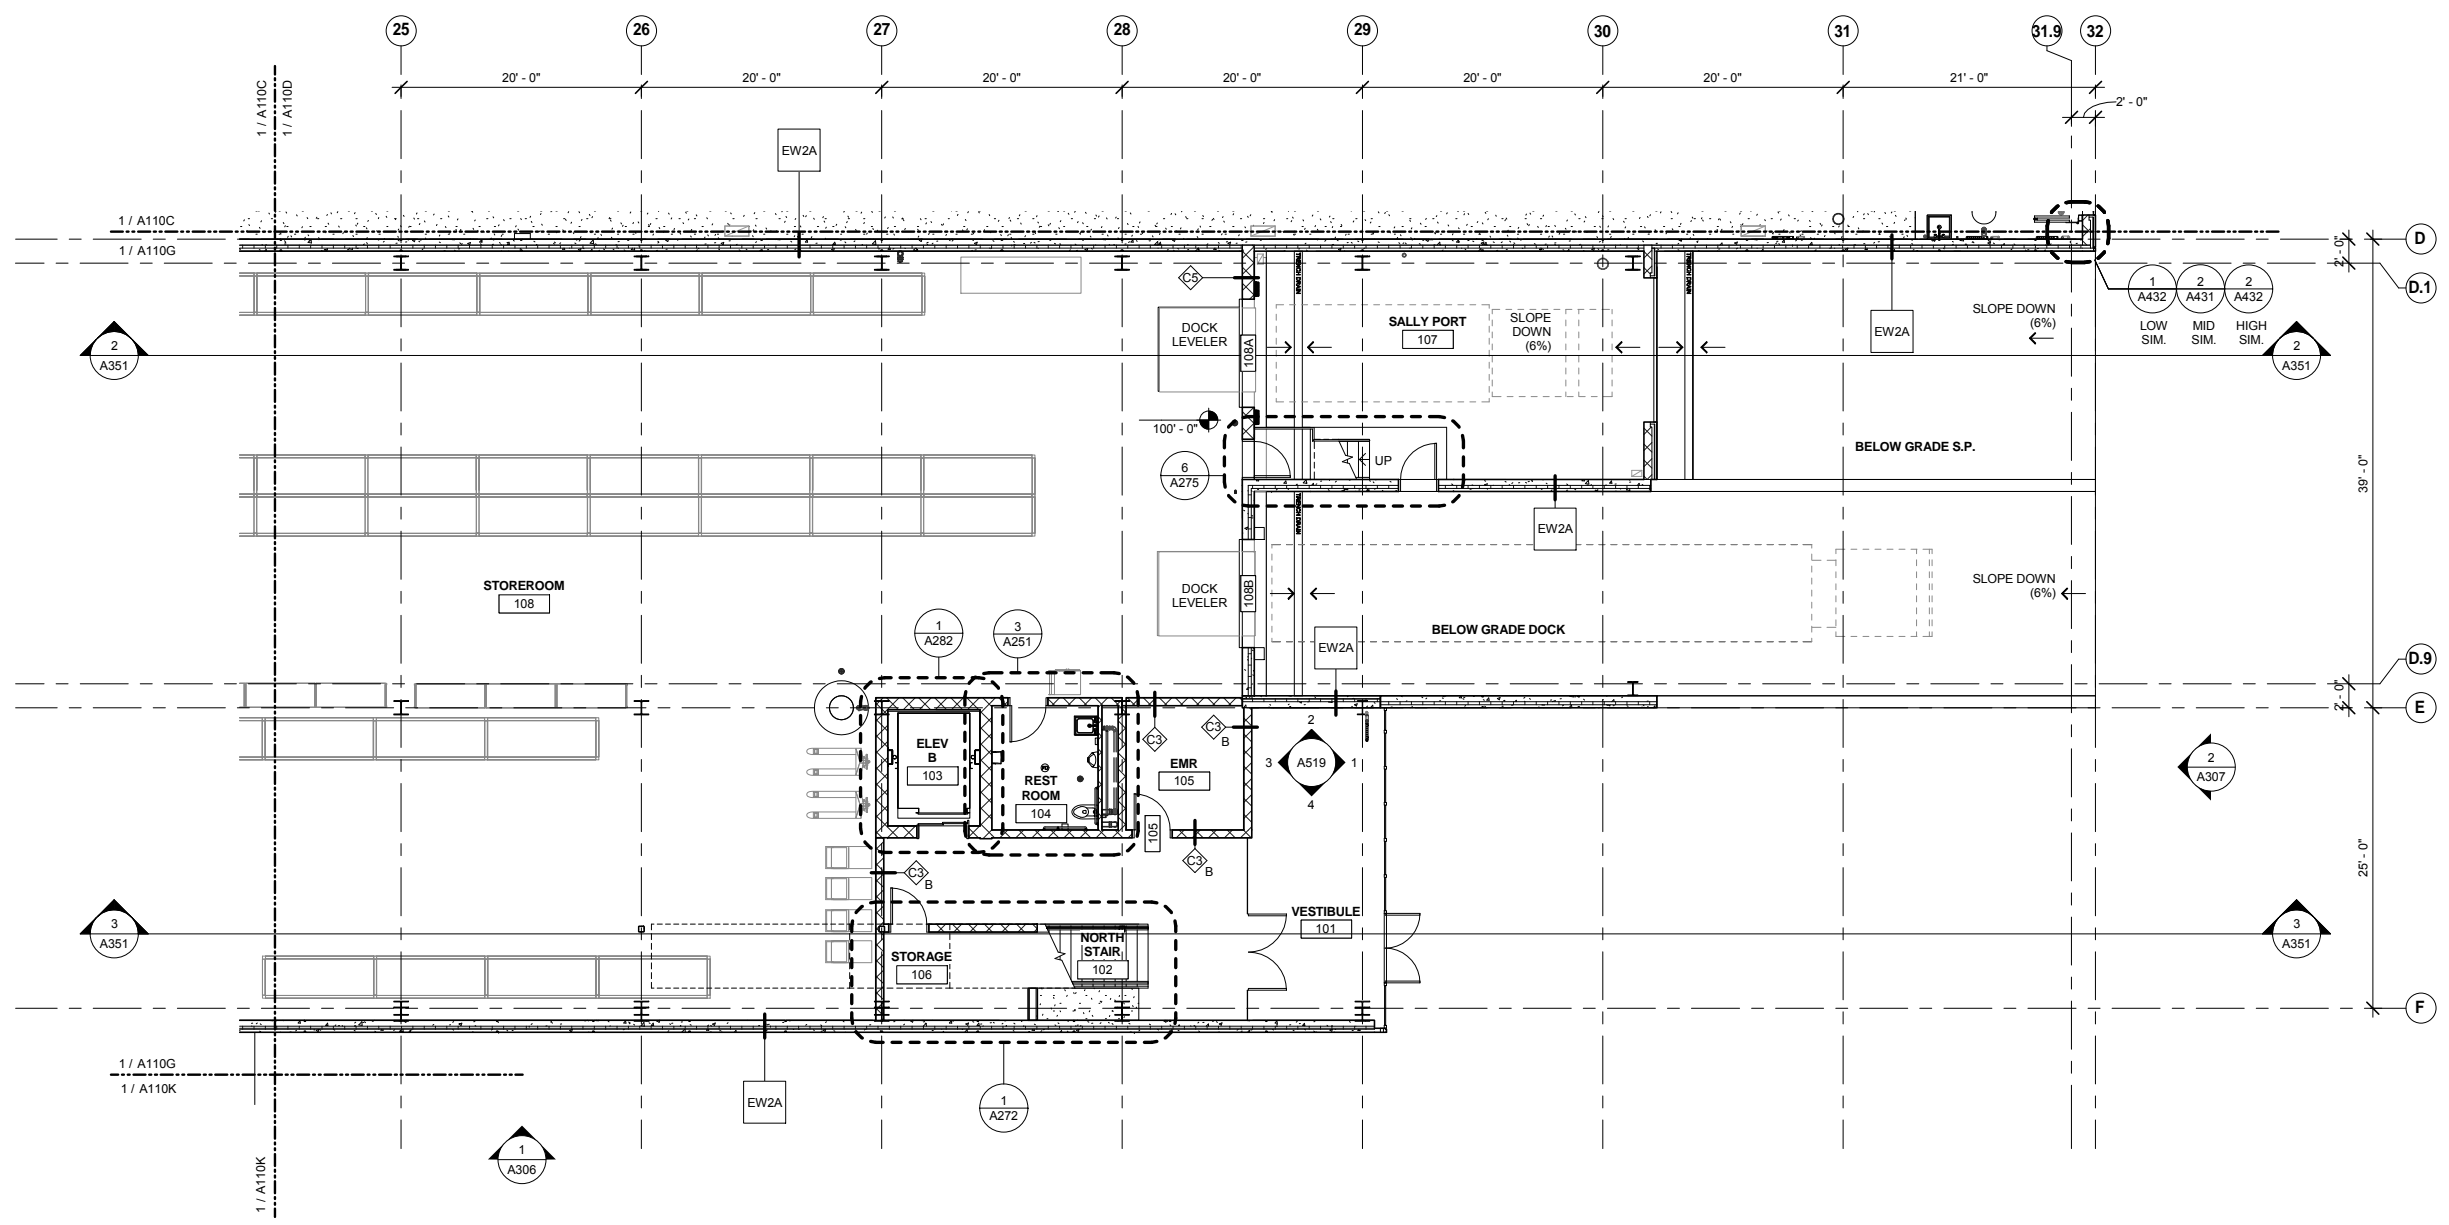 25
26
27
28
29
30
31
31.9
32
20' - 0"
20' - 0"
20' - 0"
20' - 0"
20' - 0"
20' - 0"
21' - 0"
2' - 0"
1 / A110C
1 / A110D
EW2A
1 / A110C
1 / A110G
D
2'- 0"
D.1
C5
TRENCH DRAIN
TRENCH DRAIN
1
A432
2
A431
2
A432
LOW
SIM.
MID
SIM.
HIGH
SIM.
SLOPE DOWN
(6%)
EW2A
DOCK
LEVELER
108A
SALLY PORT
107
SLOPE
DOWN
(6%)
2
A351
2
A351
100' - 0"
UP
6
A275
BELOW GRADE S.P.
39' - 0"
TRENCH DRAIN
EW2A
STOREROOM
108
DOCK
LEVELER
108B
SLOPE DOWN
(6%)
BELOW GRADE DOCK
EW2A
1
A282
3
A251
D.9
2'- 0"
E
ELEV
B
103
REST
ROOM
104
C3
C3
B
EMR
105
2
3
A519
1
4
2
A307
105
C3
B
C3
B
25' - 0"
3
A351
STORAGE
106
NORTH
STAIR
102
VESTIBULE
101
3
A351
F
1 / A110G
1 / A110K
EW2A
1
A272
1
A306
1 / A110K